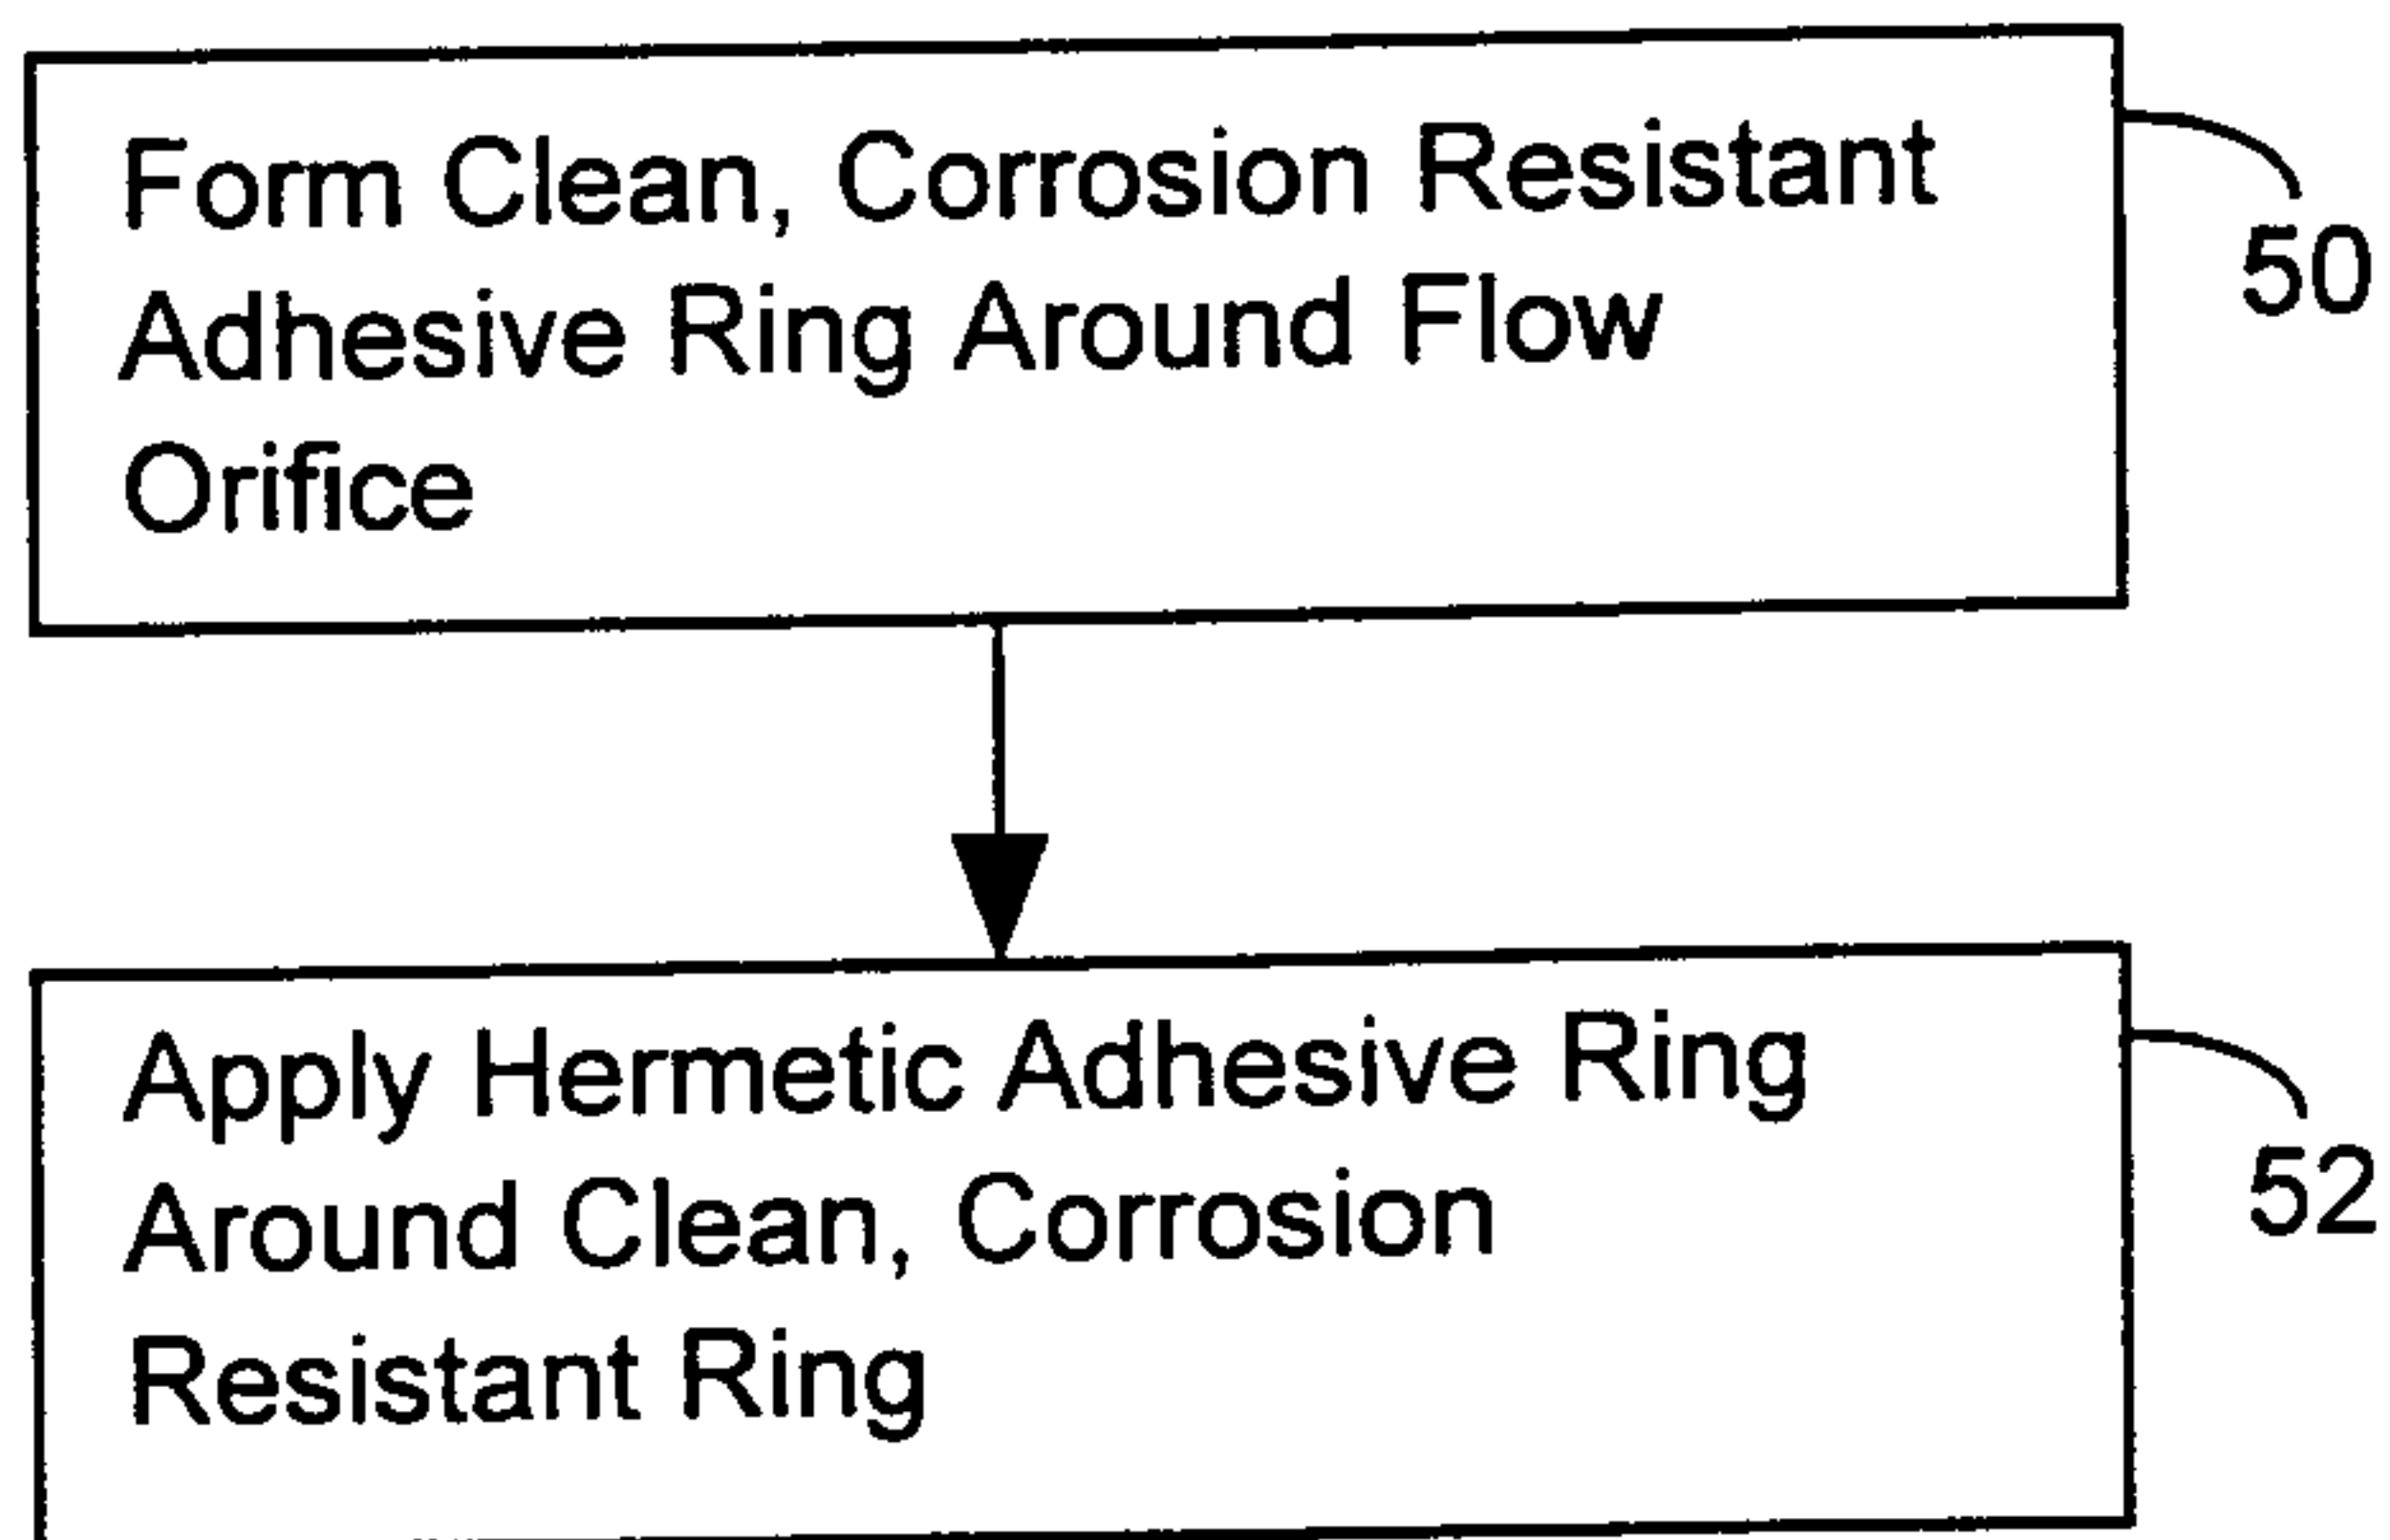 Form Clean, Corrosion Resistant
Adhesive Ring Around Flow
Orifice
50
Apply Hermetic Adhesive Ring
Around Clean, Corrosion
Resistant Ring
52